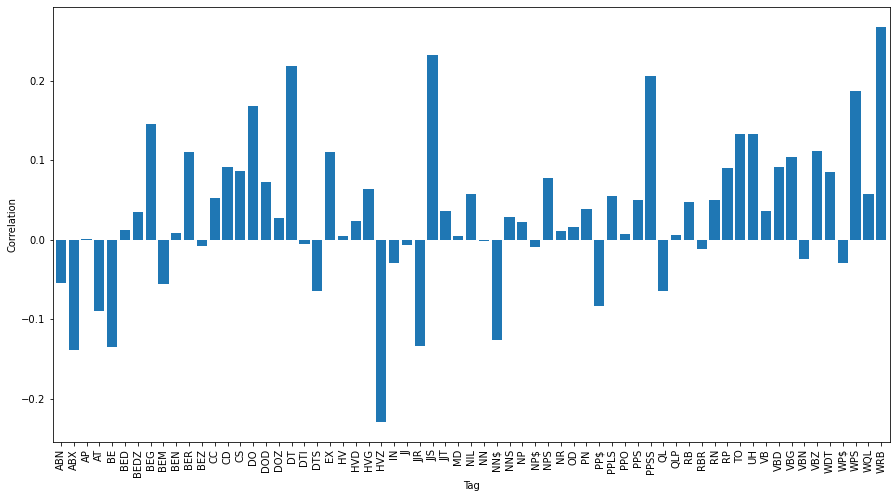 0.2
0.1
0.0
−0.1
−0.2
Correlation
ABN ABX AP AT BE BED BEDZ BEG BEM BEN BER BEZ CC CD CS DO DOD DOZ DT DTI DTS EX HV HVD HVG HVZ IN JJ JJR JJS JJT MD NIL NN NN$ NNS NP NP$ NPS NR OD PN PP$ PPLS PPO PPS PPSS QL QLP RB RBR RN RP TO UH VB VBD VBG VBN VBZ WDT WP$ WPS WQL WRB
Tag